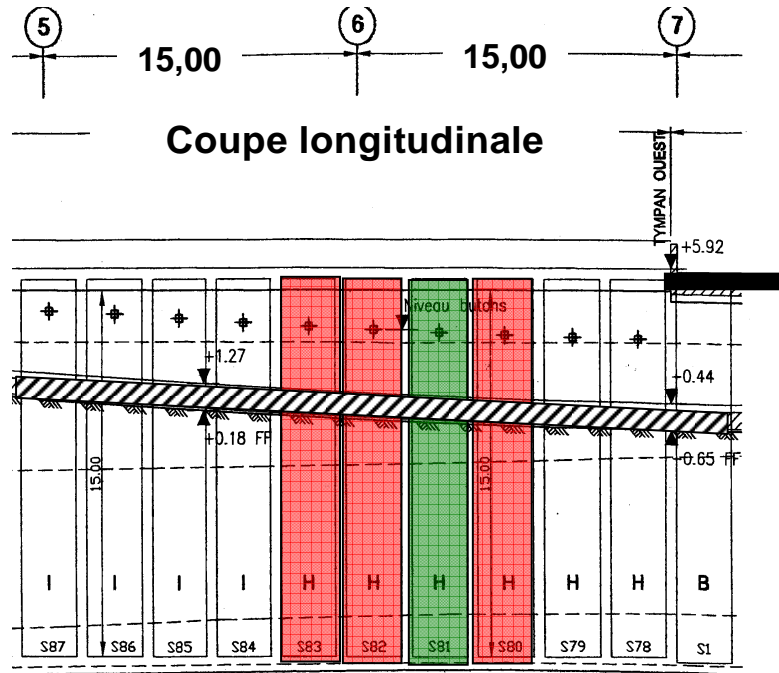 5 6 7
15,00 15,00
Coupe longitudinale
TYMPAN OUEST
+5.92
Niveau butons
+1.27
+0.44
+0.18 FF
-0.65 FF
15.00 15.00
I I I I H H H H H H B
S87 S86 S85 S84 S83 S82 S81 S80 S79 S78 S1